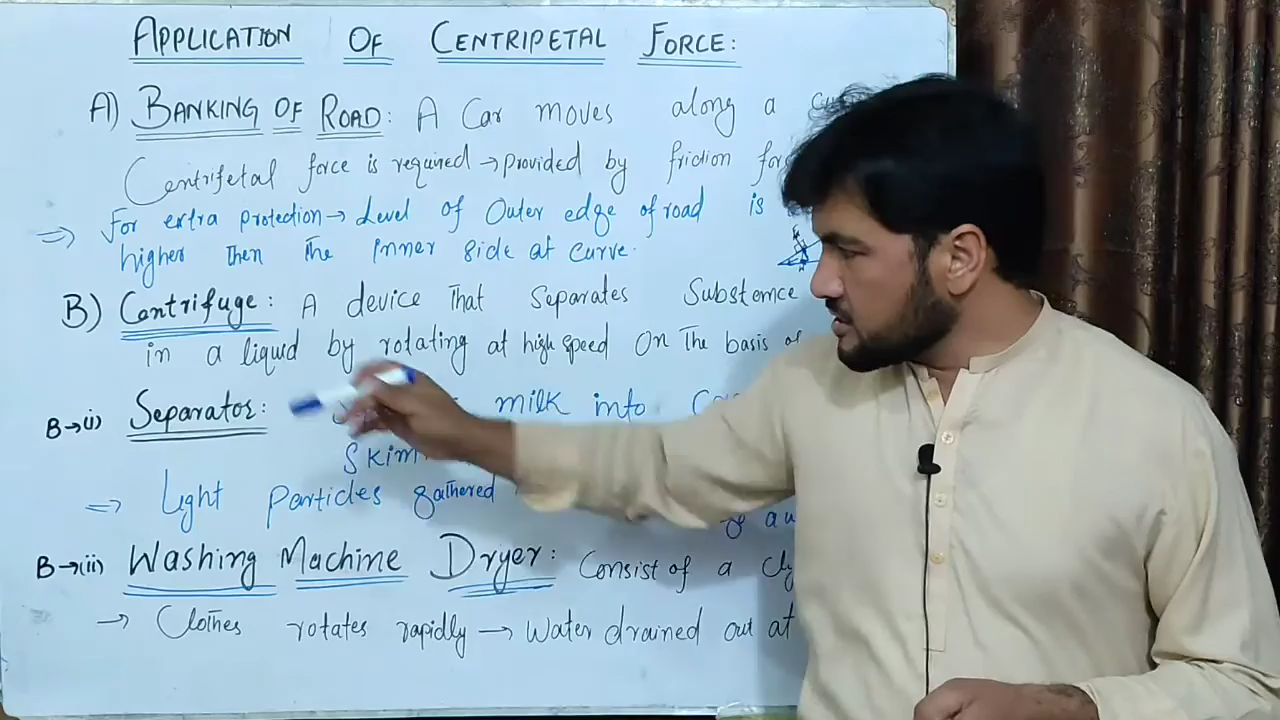 APPLICATION OF CENTRIPETAL FORCE:
A) BANKING OF ROAD: A Car moves along a
Centrifetal force is required → provided by friction
⇒ for extra protection → Level of Outer edge of road is
higher then the inner side at curve.
B) Centrifuge: A device that Separates Substence
in a liquid by rotating at high speed On The basis of
B→(i) Separator: milk into
Skim
⇒ Light Particles gathered
B→(ii) Washing Machine Dryer: Consist of a
→ Clothes rotates rapidly → Water drained out at